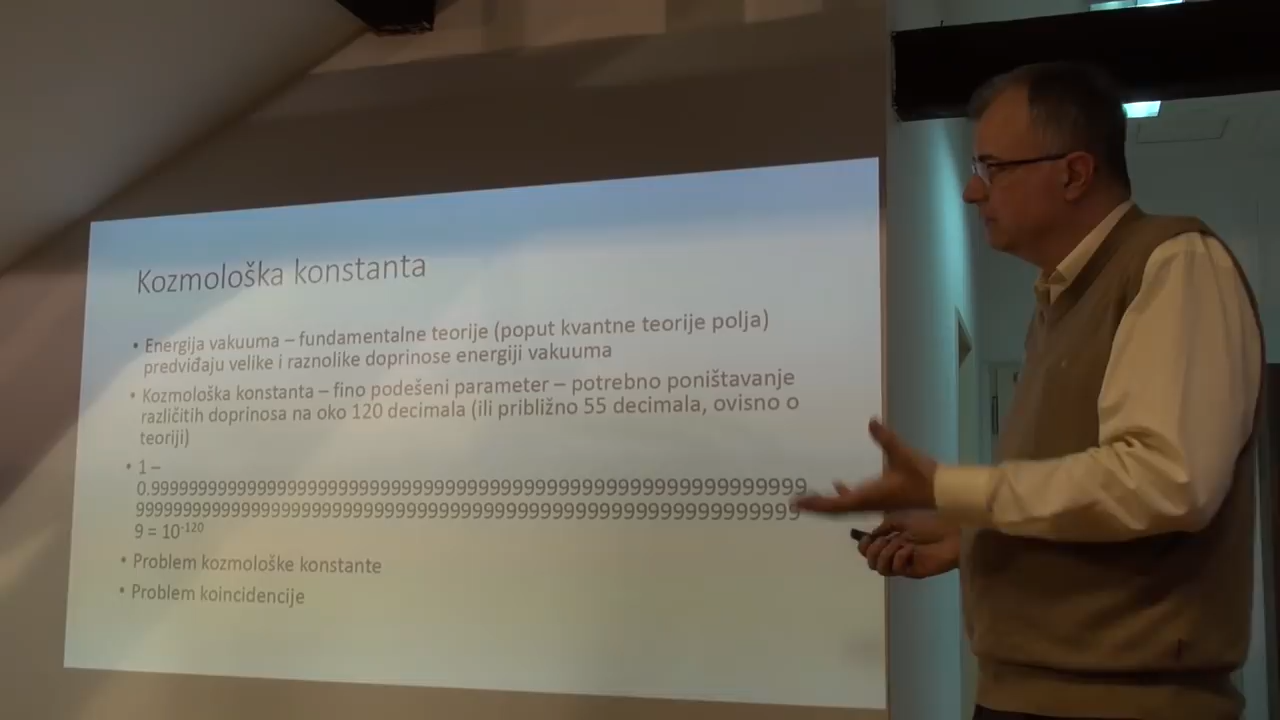 Kozmološka konstanta
• Energija vakuuma – fundamentalne teorije (poput kvantne teorije polja)
predviđaju velike i raznolike doprinose energiji vakuuma
• Kozmološka konstanta – fino podešeni parameter – potrebno poništavanje
različitih doprinosa na oko 120 decimala (ili približno 55 decimala, ovisno o
teoriji)
• 1 –
0.99999999999999999999999999999999999999999999999999999999999
999999999999999999999999999999999999999999999999999999999999
9 = 10⁻¹²⁰
• Problem kozmološke konstante
• Problem koincidencije